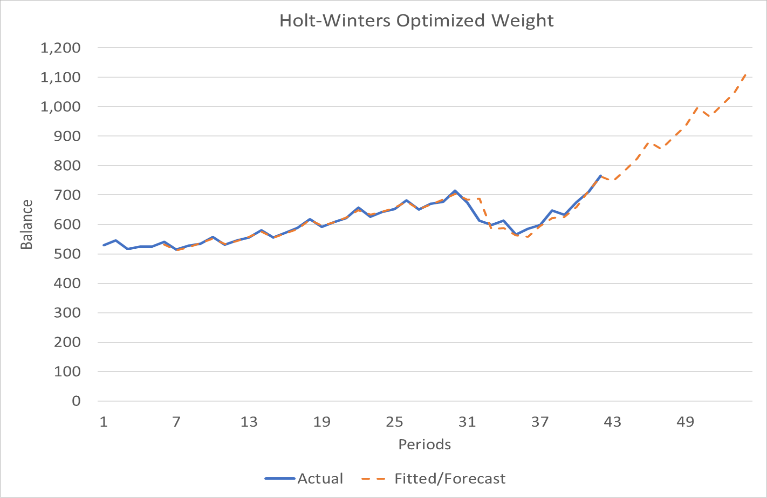 Holt-Winters Optimized Weight
1,200
1,100
1,000
900
800
700
600
500
400
300
200
100
0
Balance
1 7 13 19 25 31 37 43 49
Periods
Actual Fitted/Forecast